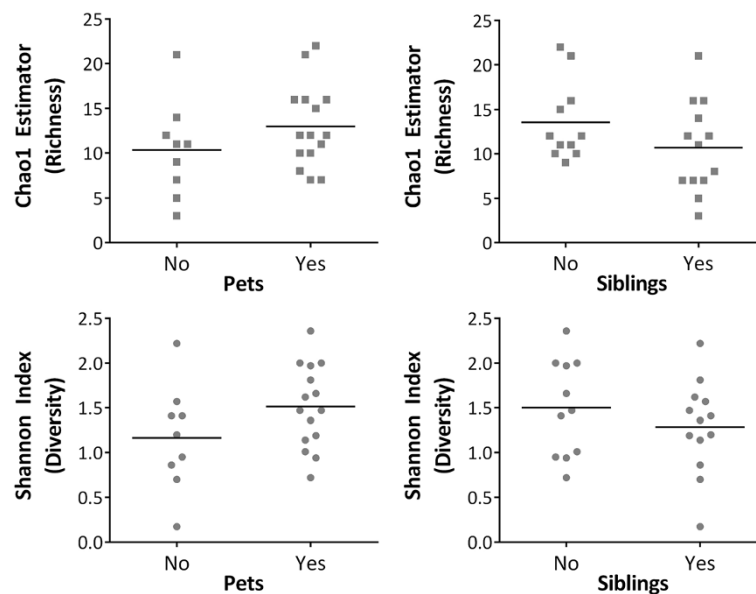 Chao1 Estimator
(Richness)
25
20
15
10
5
0
No
Yes
Pets
Chao1 Estimator
(Richness)
25
20
15
10
5
0
No
Yes
Siblings
Shannon Index
(Diversity)
2.5
2.0
1.5
1.0
0.5
0.0
No
Yes
Pets
Shannon Index
(Diversity)
2.5
2.0
1.5
1.0
0.5
0.0
No
Yes
Siblings